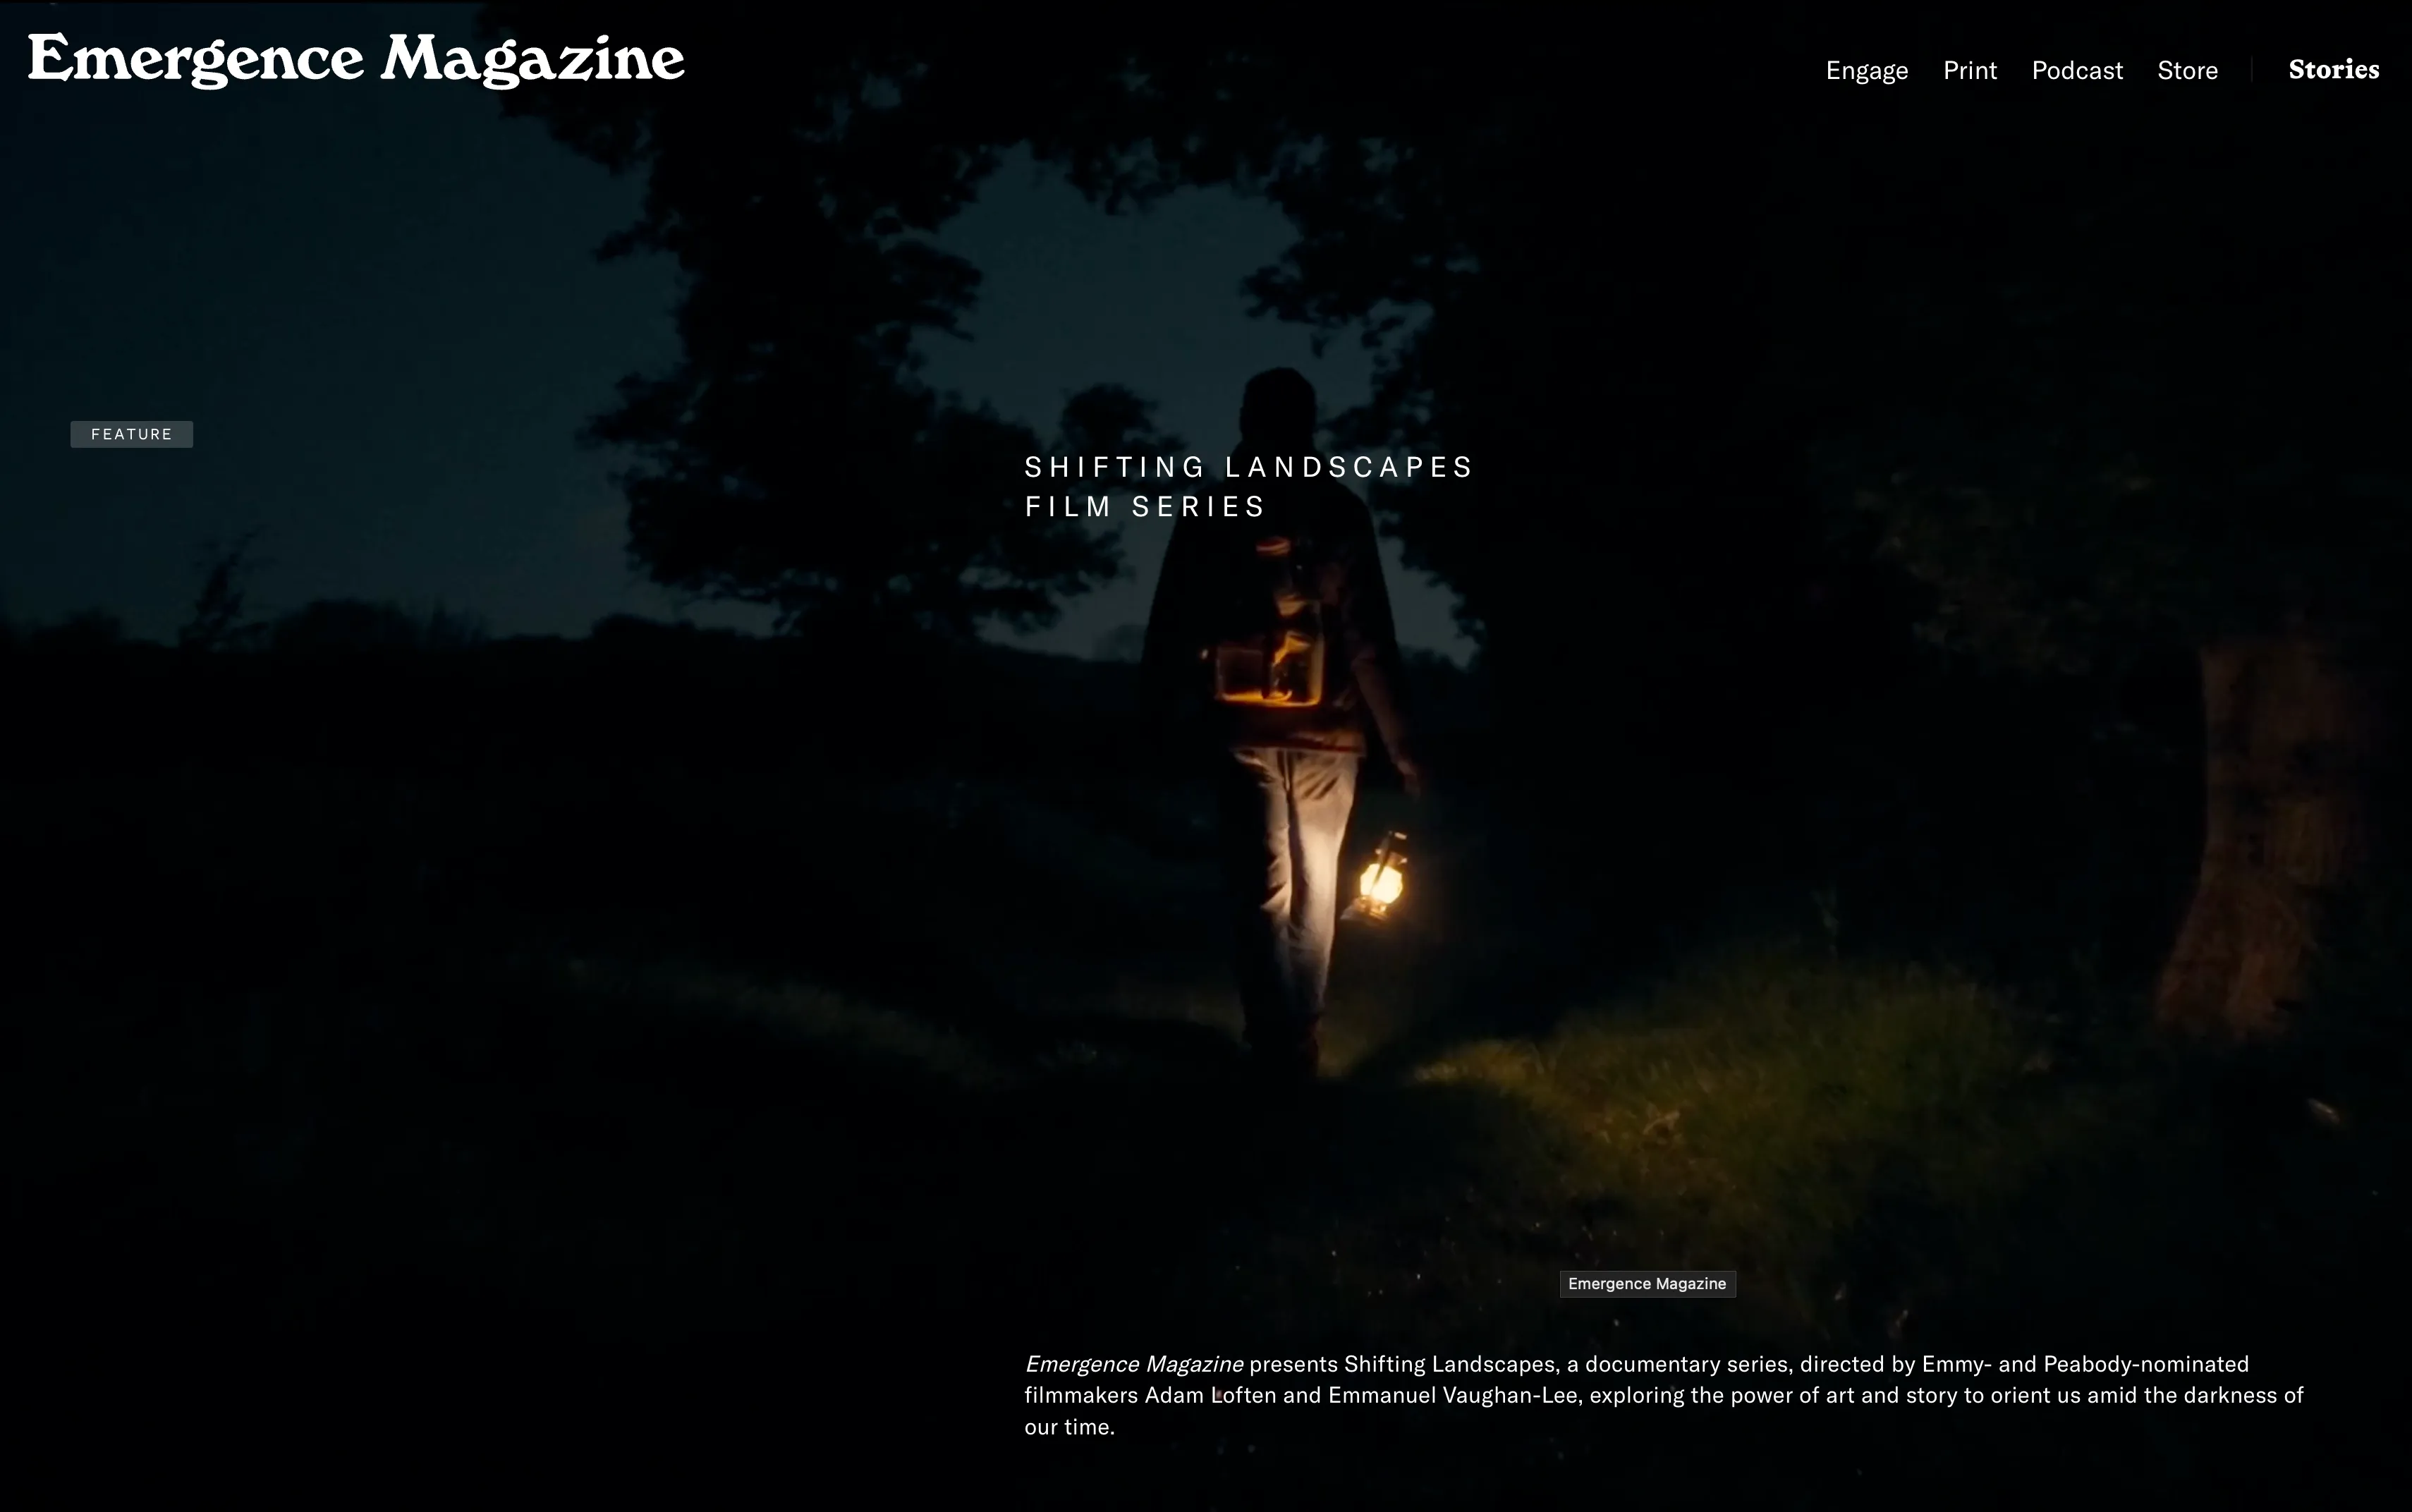 Emergence Magazine
Engage Print Podcast Store Stories
FEATURE
SHIFTING LANDSCAPES
FILM SERIES
Emergence Magazine
Emergence Magazine presents Shifting Landscapes, a documentary series, directed by Emmy- and Peabody-nominated
filmmakers Adam Loften and Emmanuel Vaughan-Lee, exploring the power of art and story to orient us amid the darkness of
our time.